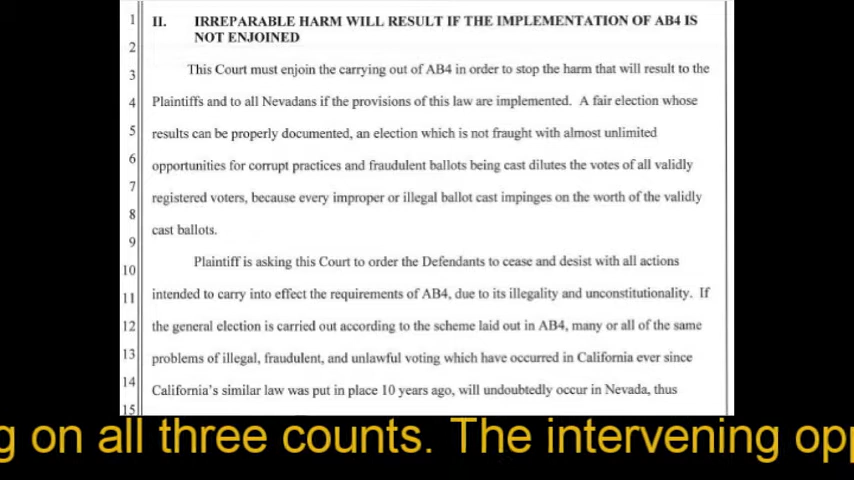 1 II. IRREPARABLE HARM WILL RESULT IF THE IMPLEMENTATION OF AB4 IS
2 NOT ENJOINED
3 This Court must enjoin the carrying out of AB4 in order to stop the harm that will result to the
4 Plaintiffs and to all Nevadans if the provisions of this law are implemented. A fair election whose
5 results can be properly documented, an election which is not fraught with almost unlimited
6 opportunities for corrupt practices and fraudulent ballots being cast dilutes the votes of all validly
7 registered voters, because every improper or illegal ballot cast impinges on the worth of the validly
8
9 cast ballots.
10 Plaintiff is asking this Court to order the Defendants to cease and desist with all actions
11 intended to carry into effect the requirements of AB4, due to its illegality and unconstitutionality. If
12 the general election is carried out according to the scheme laid out in AB4, many or all of the same
13 problems of illegal, fraudulent, and unlawful voting which have occurred in California ever since
14 California's similar law was put in place 10 years ago, will undoubtedly occur in Nevada, thus
15
g on all three counts. The intervening opp